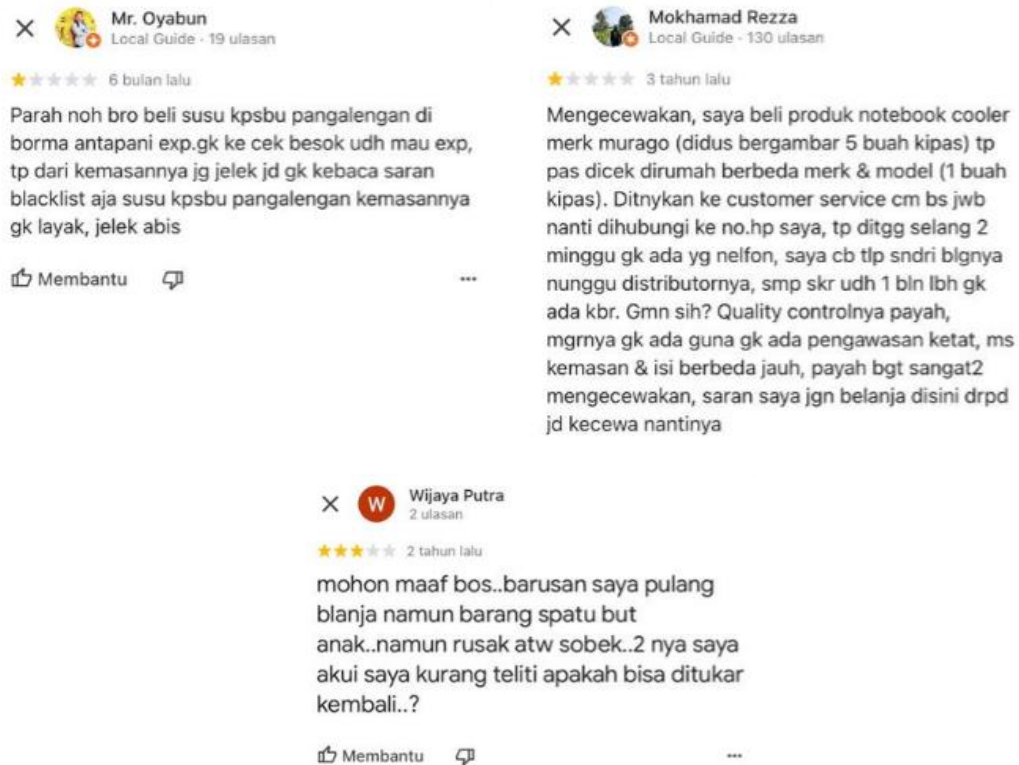 Mr. Oyabun
Local Guide · 19 ulasan
6 bulan lalu
Parah noh bro beli susu kpsbu pangalengan di
borma antapani exp.gk ke cek besok udh mau exp,
tp dari kemasannya jg jelek jd gk kebaca saran
blacklist aja susu kpsbu pangalengan kemasannya
gk layak, jelek abis
Membantu
Mokhamad Rezza
Local Guide · 130 ulasan
3 tahun lalu
Mengecewakan, saya beli produk notebook cooler
merk murago (didus bergambar 5 buah kipas) tp
pas dicek dirumah berbeda merk & model (1 buah
kipas). Ditnykan ke customer service cm bs jwb
nanti dihubungi ke no.hp saya, tp ditgg selang 2
minggu gk ada yg nelfon, saya cb tlp sndri blgnya
nunggu distributornya, smp skr udh 1 bln lbh gk
ada kbr. Gmn sih? Quality controlnya payah,
mgrnya gk ada guna gk ada pengawasan ketat, ms
kemasan & isi berbeda jauh, payah bgt sangat2
mengecewakan, saran saya jgn belanja disini drpd
jd kecewa nantinya
W
Wijaya Putra
2 ulasan
2 tahun lalu
mohon maaf bos..barusan saya pulang
blanja namun barang spatu but
anak..namun rusak atw sobek..2 nya saya
akui saya kurang teliti apakah bisa ditukar
kembali..?
Membantu